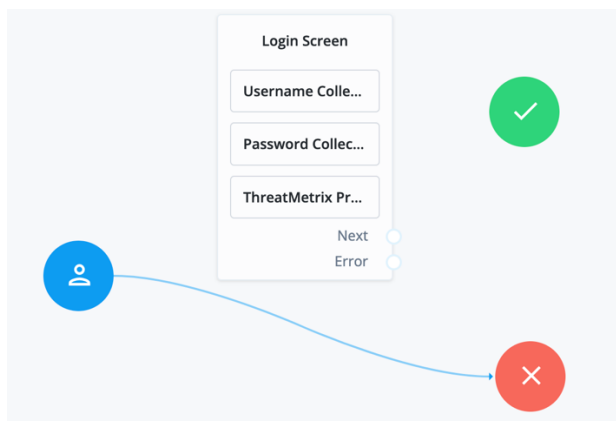 Login Screen
Username Colle...
Password Collec...
ThreatMetrix Pr...
Next
Error